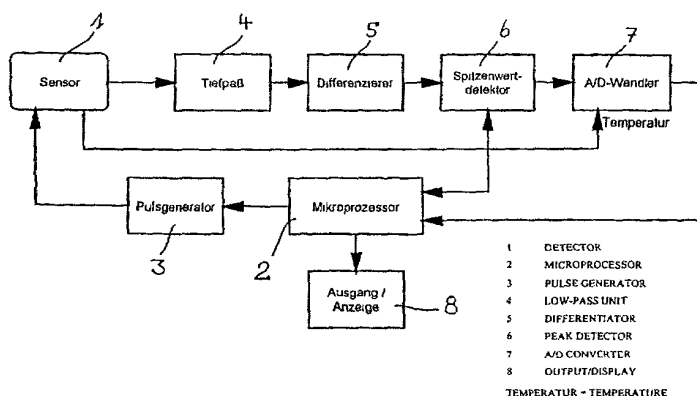 1
4
5
6
7
Sensor
Tiefpaß
Differenzierer
Spitzenwert-
detektor
A/D-Wandler
Temperatur
Pulsgenerator
Mikroprozessor
3
2
Ausgang /
Anzeige
8
1 DETECTOR
2 MICROPROCESSOR
3 PULSE GENERATOR
4 LOW-PASS UNIT
5 DIFFERENTIATOR
6 PEAK DETECTOR
7 A/D CONVERTER
8 OUTPUT/DISPLAY
TEMPERATUR = TEMPERATURE